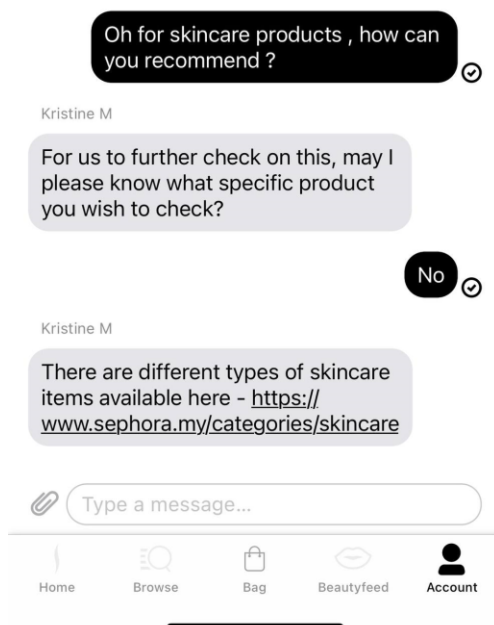 Oh for skincare products , how can
you recommend ?
Kristine M
For us to further check on this, may I
please know what specific product
you wish to check?
No
Kristine M
There are different types of skincare
items available here - https://
www.sephora.my/categories/skincare
Type a message...
Home Browse Bag Beautyfeed Account